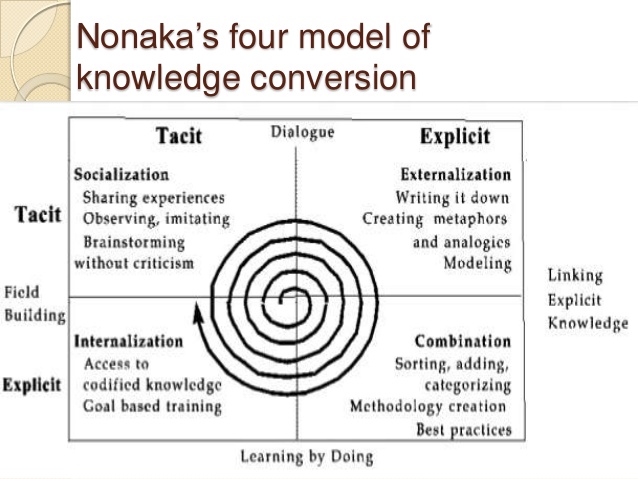 Nonaka's four model of
knowledge conversion
Tacit
Dialogue
Explicit
Socialization
Sharing experiences
Observing, imitating
Brainstorming
without criticism
Externalization
Writing it down
Creating metaphors
and analogies
Modeling
Tacit
Field
Building
Explicit
Linking
Explicit
Knowledge
Internalization
Access to
codified knowledge
Goal based training
Combination
Sorting, adding,
categorizing
Methodology creation
Best practices
Learning by Doing